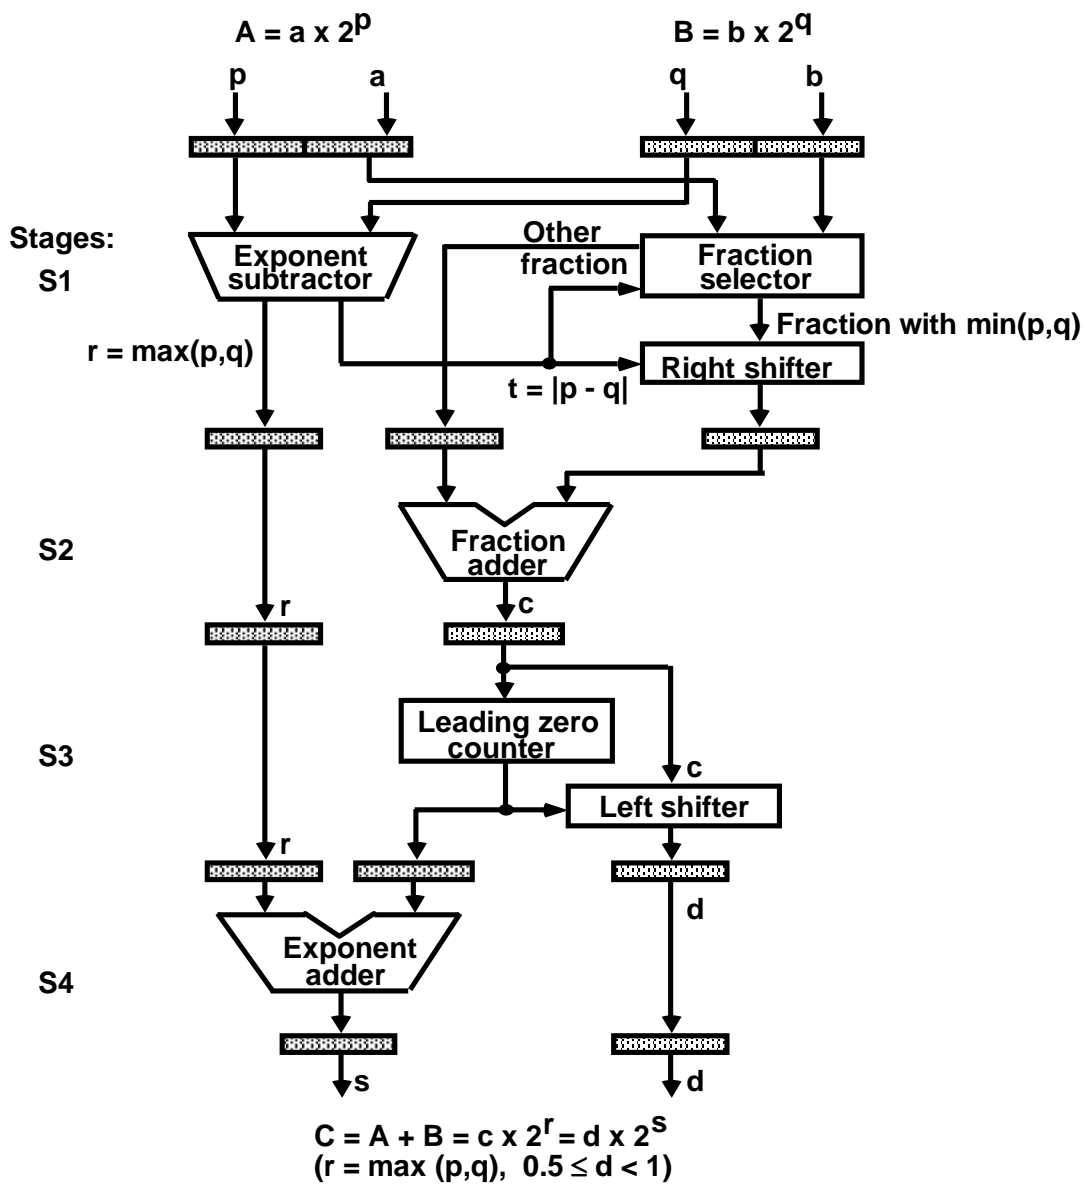 A = a x 2p
B = b x 2q
p
a
q
b
Stages:
S1
Exponent
subtractor
Other
fraction
Fraction
selector
Fraction with min(p,q)
r = max(p,q)
Right shifter
t = |p - q|
S2
Fraction
adder
r
c
Leading zero
counter
S3
c
Left shifter
r
d
Exponent
adder
S4
s
d
C = A + B = c x 2r = d x 2s
(r = max (p,q), 0.5 ≤ d < 1)